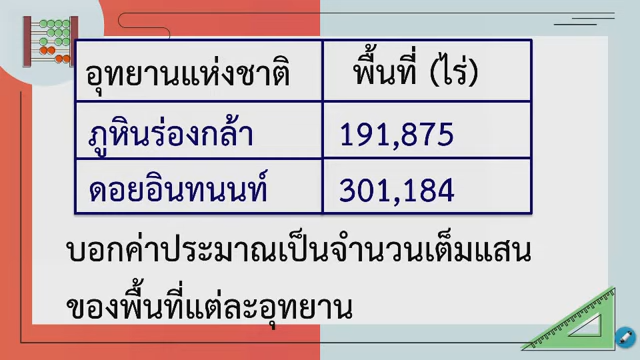 อุทยานแห่งชาติ พื้นที่ (ไร่)
ภูหินร่องกล้า 191,875
ดอยอินทนนท์ 301,184
บอกค่าประมาณเป็นจำนวนเต็มแสน
ของพื้นที่แต่ละอุทยาน